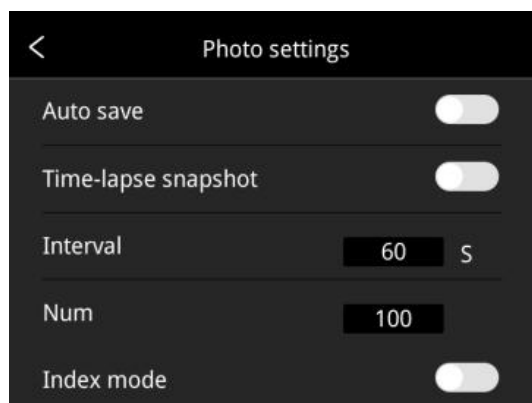 Photo settings
Auto save
Time-lapse snapshot
Interval 60 S
Num 100
Index mode